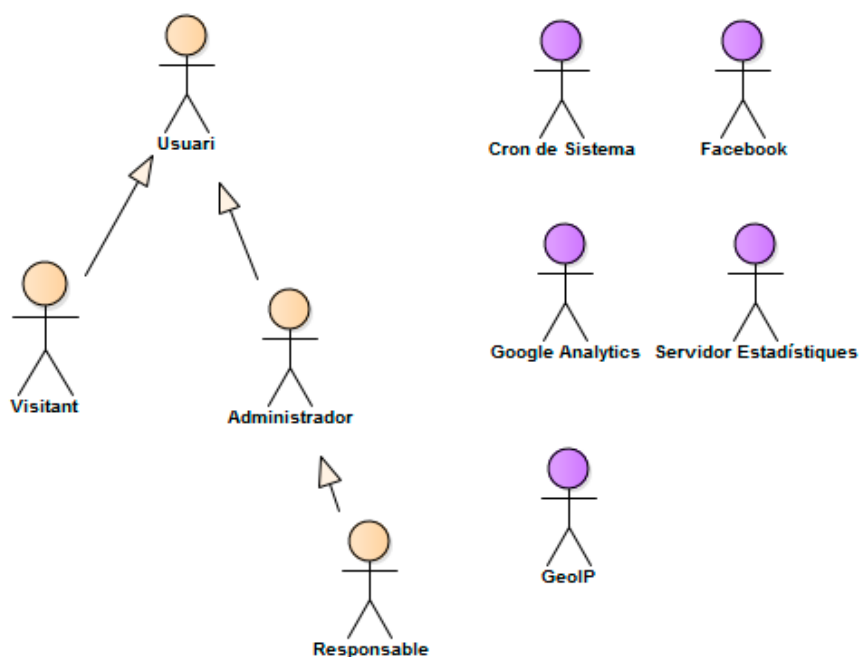 Usuari
Cron de Sistema
Facebook
Google Analytics
Servidor Estadístiques
Visitant
Administrador
GeoIP
Responsable